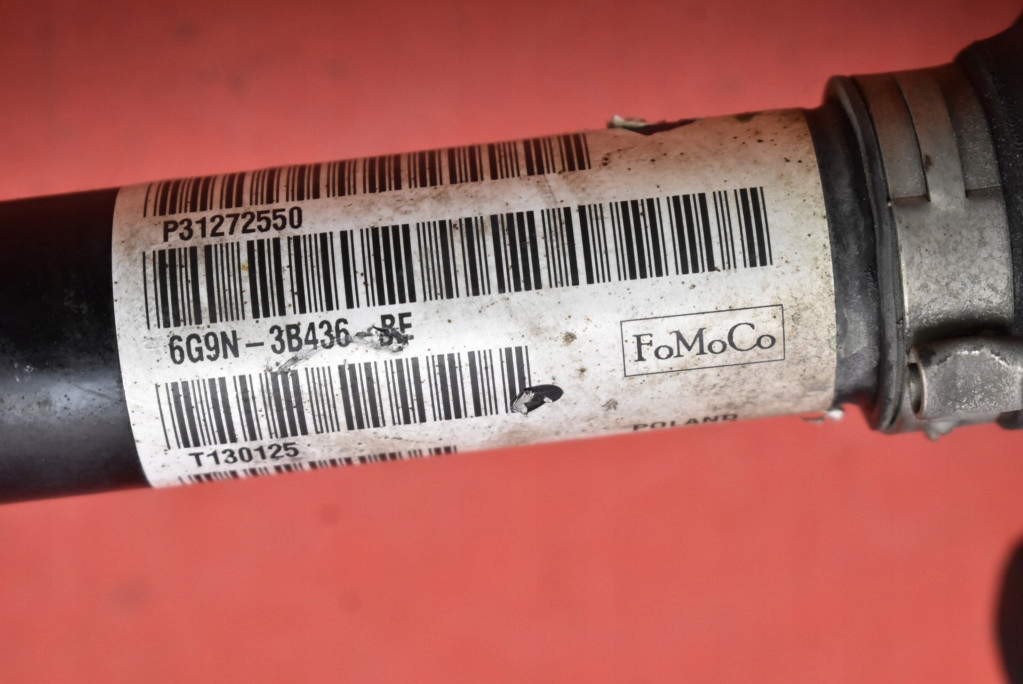 P31272550
6G9N-3B436-BE
FoMoCo
T130125
POLAND